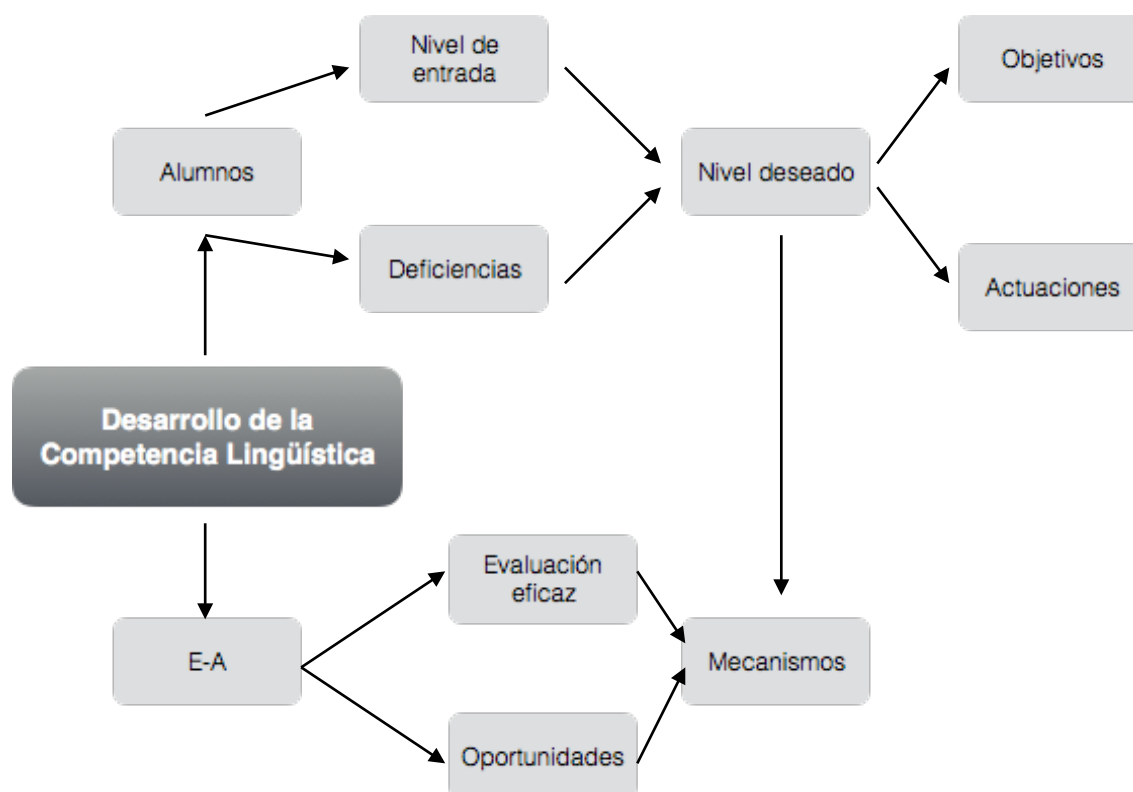 Nivel de
entrada
Objetivos
Alumnos
Nivel deseado
Deficiencias
Actuaciones
Desarrollo de la
Competencia Lingüística
Evaluación
eficaz
E-A
Mecanismos
Oportunidades